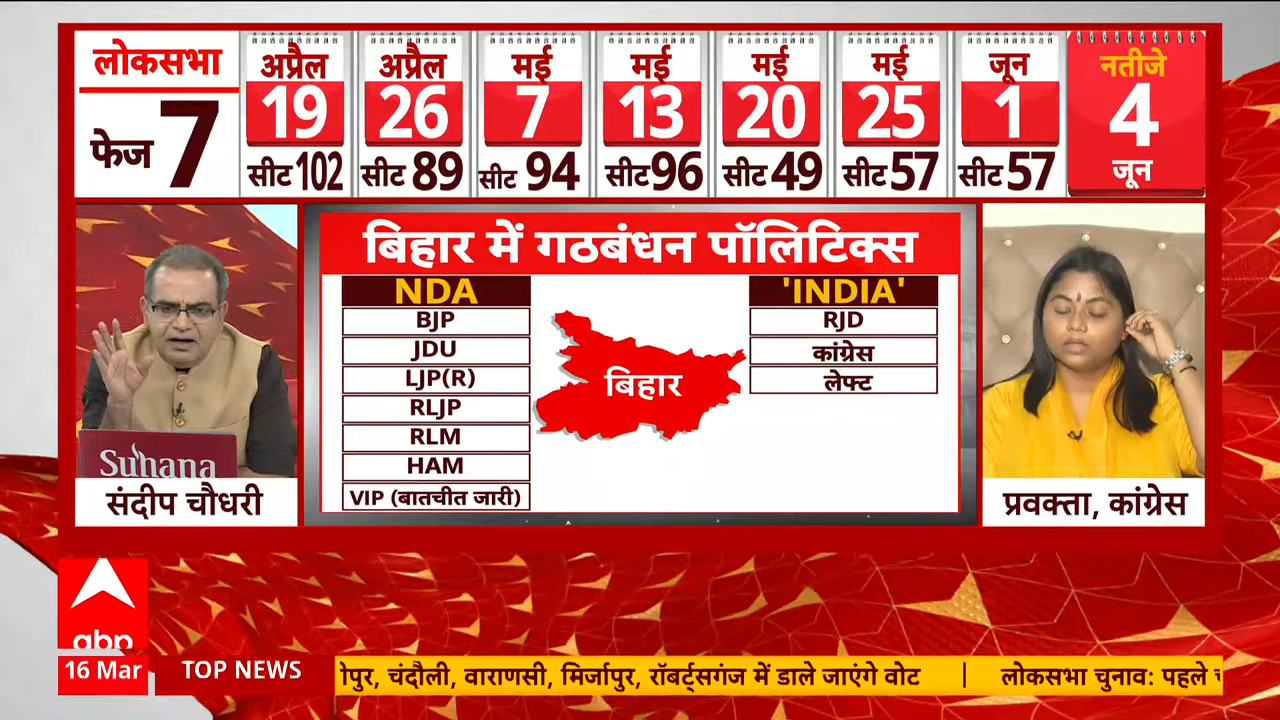 लोकसभा
फेज 7
अप्रैल
19
सीट 102
अप्रैल
26
सीट 89
मई
7
सीट 94
मई
13
सीट 96
मई
20
सीट 49
मई
25
सीट 57
जून
1
सीट 57
नतीजे
4
जून
बिहार में गठबंधन पॉलिटिक्स
NDA
BJP
JDU
LJP(R)
RLJP
RLM
HAM
VIP (बातचीत जारी)
बिहार
'INDIA'
RJD
कांग्रेस
लेफ्ट
Suhana
संदीप चौधरी
प्रवक्ता, कांग्रेस
abp
16 Mar
TOP NEWS
चंदौली, वाराणसी, मिर्जापुर, रॉबर्ट्सगंज में डाले जाएंगे वोट | लोकसभा चुनाव: पहले